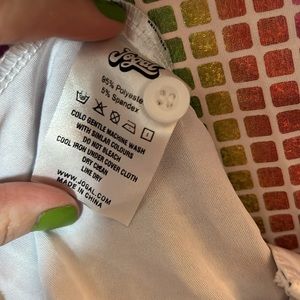 Jogal
95% Polyester
5% Spandex
COLD GENTLE MACHINE WASH
WITH SIMILAR COLOURS
DO NOT BLEACH
COOL IRON UNDER COVER CLOTH
DRY CREAN
LINE DRY
WWW.JOGAL.COM
MADE IN CHINA